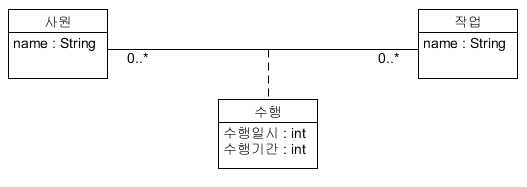 사원
name : String
작업
name : String
0..*
0..*
수행
수행일시 : int
수행기간 : int